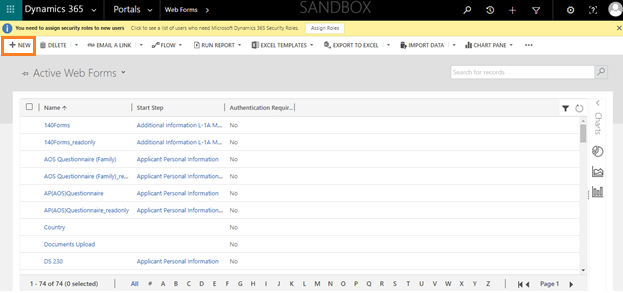 Dynamics 365 Portals Web Forms SANDBOX
You need to assign security roles to new users Click to see a list of users who need Microsoft Dynamics 365 Security Roles. Assign Roles
NEW DELETE EMAIL A LINK FLOW RUN REPORT EXCEL TEMPLATES EXPORT TO EXCEL IMPORT DATA CHART PANE
Active Web Forms
Search for records
Name Start Step Authentication Requir...
140Forms Additional Information L-1A M... No
140Forms_readonly Additional Information L-1A M... No
AOS Questionnaire (Family) Applicant Personal Information No
AOS Questionnaire (Family)_re... Applicant Personal Information No
AP(AOS)Questionnaire Applicant Personal Information No
AP(AOS)Questionnaire_readonly Applicant Personal Information No
Country No
Documents Upload No
DS 230 Applicant Personal Information No
Charts
1 - 74 of 74 (0 selected) All # A B C D E F G H I J K L M N O P Q R S T U V W X Y Z Page 1